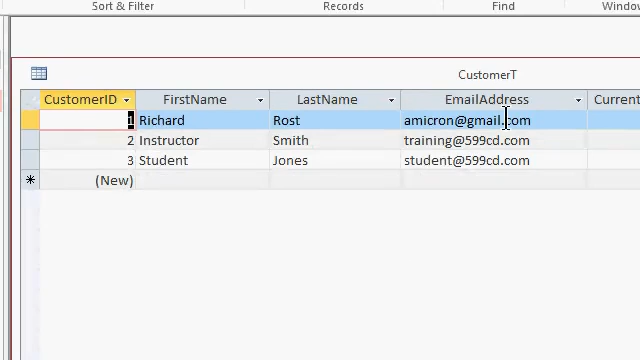 Sort & Filter Records Find
CustomerT
CustomerID FirstName LastName EmailAddress Current
1 Richard Rost amicron@gmail.com
2 Instructor Smith training@599cd.com
3 Student Jones student@599cd.com
(New)